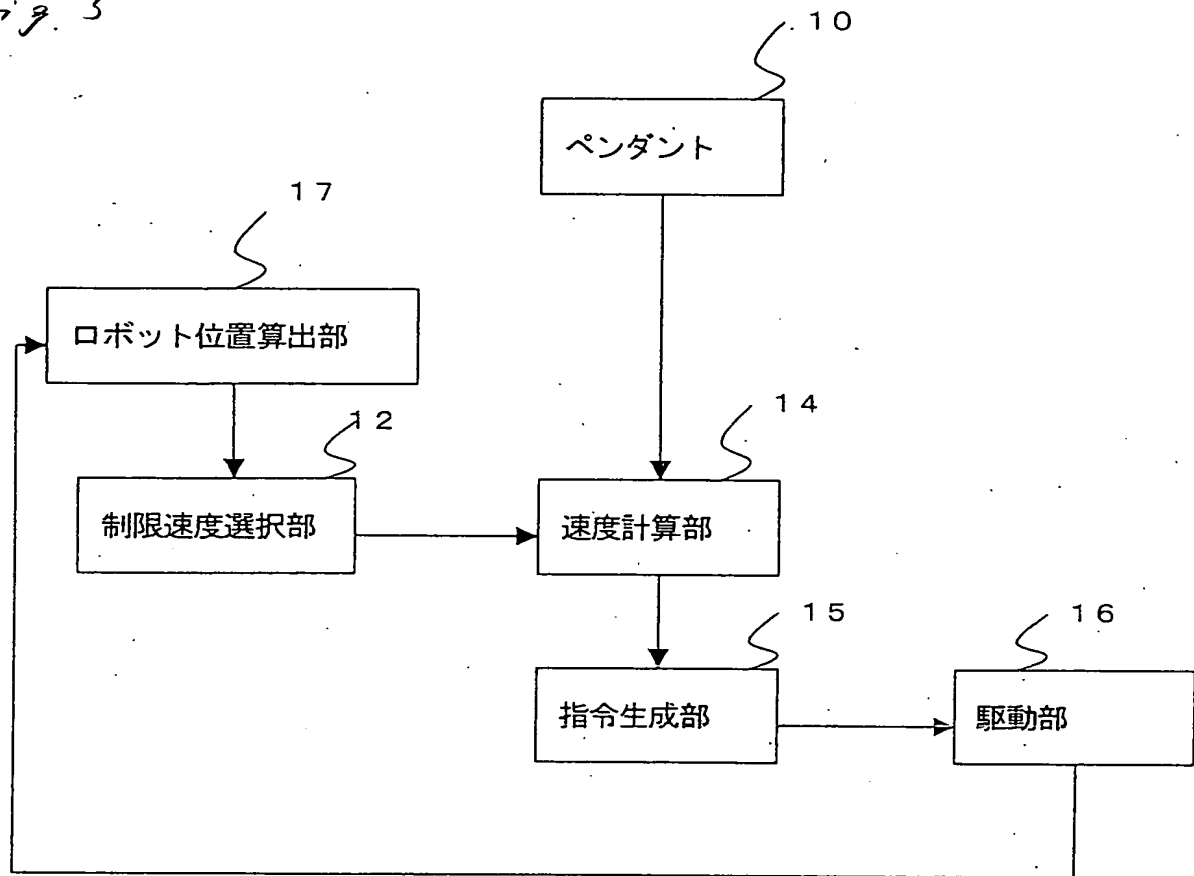 Fig. 3
10
ペンダント
17
ロボット位置算出部
12
14
制限速度選択部
速度計算部
15
16
指令生成部
駆動部